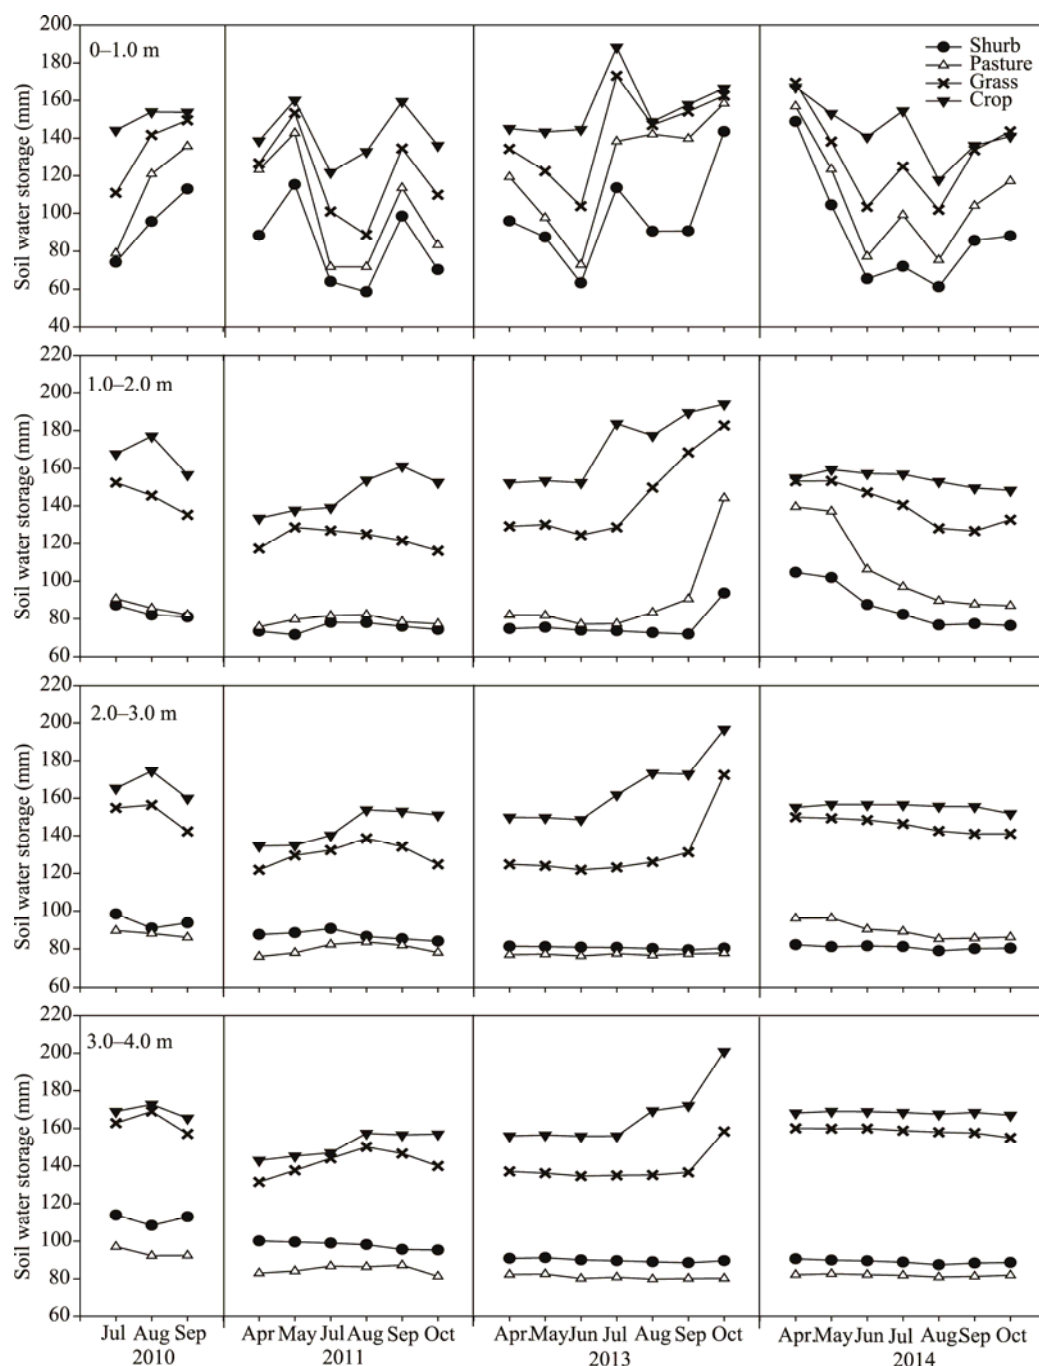 200
180
160
140
120
100
80
60
40
Soil water storage (mm)
0–1.0 m
Shurb
Pasture
Grass
Crop
220
200
180
160
140
120
100
80
60
Soil water storage (mm)
1.0–2.0 m
220
200
180
160
140
120
100
80
60
Soil water storage (mm)
2.0–3.0 m
220
200
180
160
140
120
100
80
60
Soil water storage (mm)
3.0–4.0 m
Jul Aug Sep Apr May Jul Aug Sep Oct Apr May Jun Jul Aug Sep Oct Apr May Jun Jul Aug Sep Oct
2010 2011 2013 2014